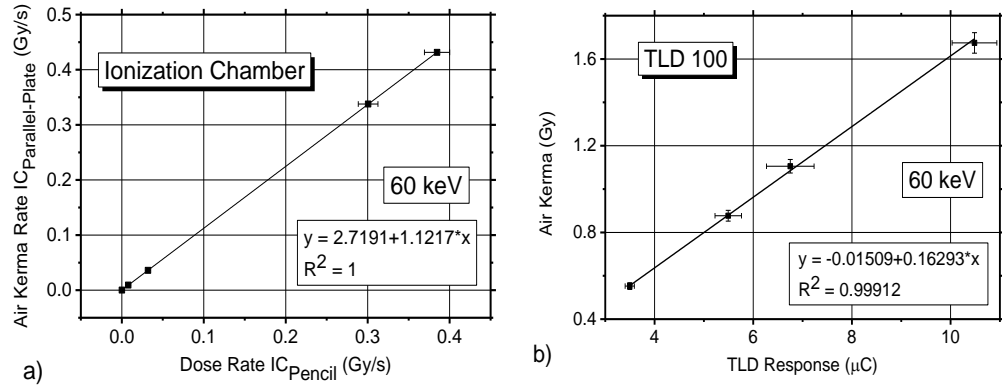 Air Kerma Rate IC Parallel-Plate (Gy/s)
0.5
0.4
0.3
0.2
0.1
0.0
Ionization Chamber
60 keV
y = 2.7191+1.1217*x
R² = 1
0.0 0.1 0.2 0.3 0.4
Dose Rate IC Pencil (Gy/s)
a)
Air Kerma (Gy)
1.6
1.2
0.8
0.4
TLD 100
60 keV
y = -0.01509+0.16293*x
R² = 0.99912
4 6 8 10
TLD Response (μC)
b)